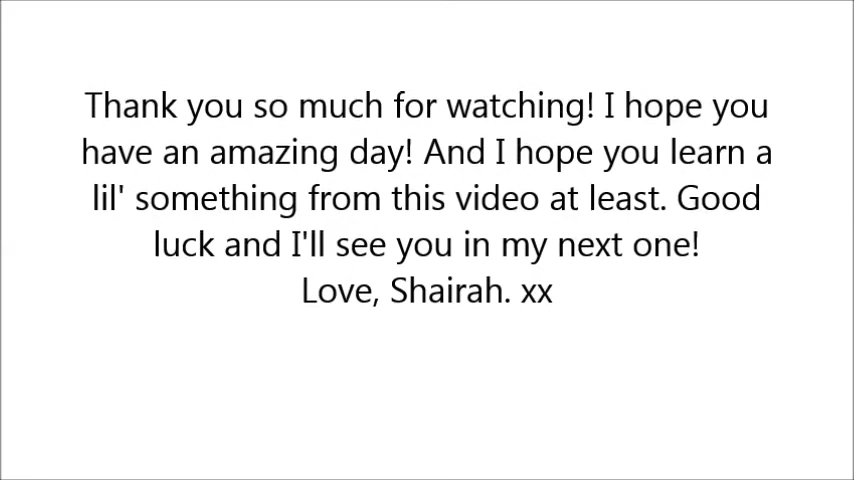 Thank you so much for watching! I hope you
have an amazing day! And I hope you learn a
lil' something from this video at least. Good
luck and I'll see you in my next one!
Love, Shairah. xx